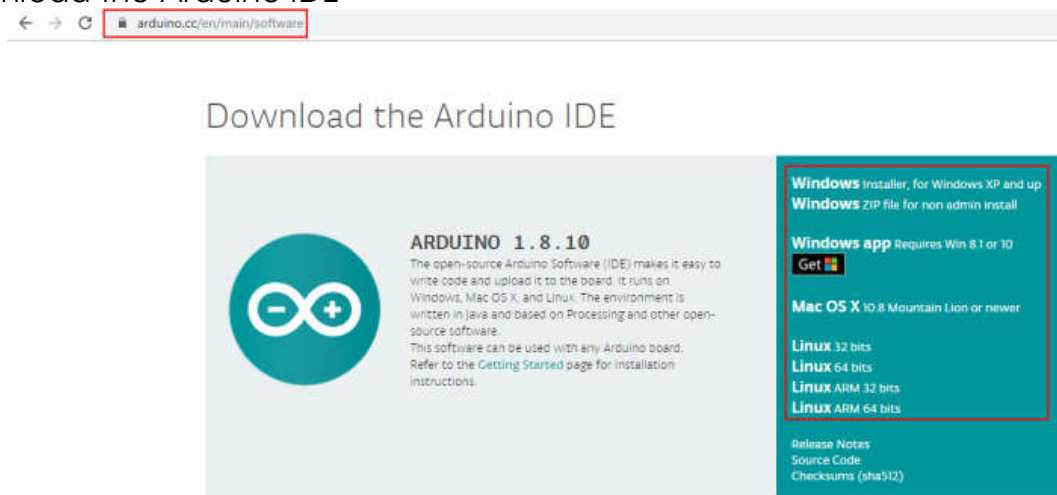 nload the Arduino IDE
arduino.cc/en/main/software
Download the Arduino IDE
ARDUINO 1.8.10
The open-source Arduino Software (IDE) makes it easy to
write code and upload it to the board. It runs on
Windows, Mac OS X, and Linux. The environment is
written in Java and based on Processing and other open-
source software.
This software can be used with any Arduino board.
Refer to the Getting Started page for installation
instructions.
Windows Installer, for Windows XP and up
Windows ZIP file for non admin install
Windows app Requires Win 8.1 or 10
Get
Mac OS X 10.8 Mountain Lion or newer
Linux 32 bits
Linux 64 bits
Linux ARM 32 bits
Linux ARM 64 bits
Release Notes
Source Code
Checksums (sha512)